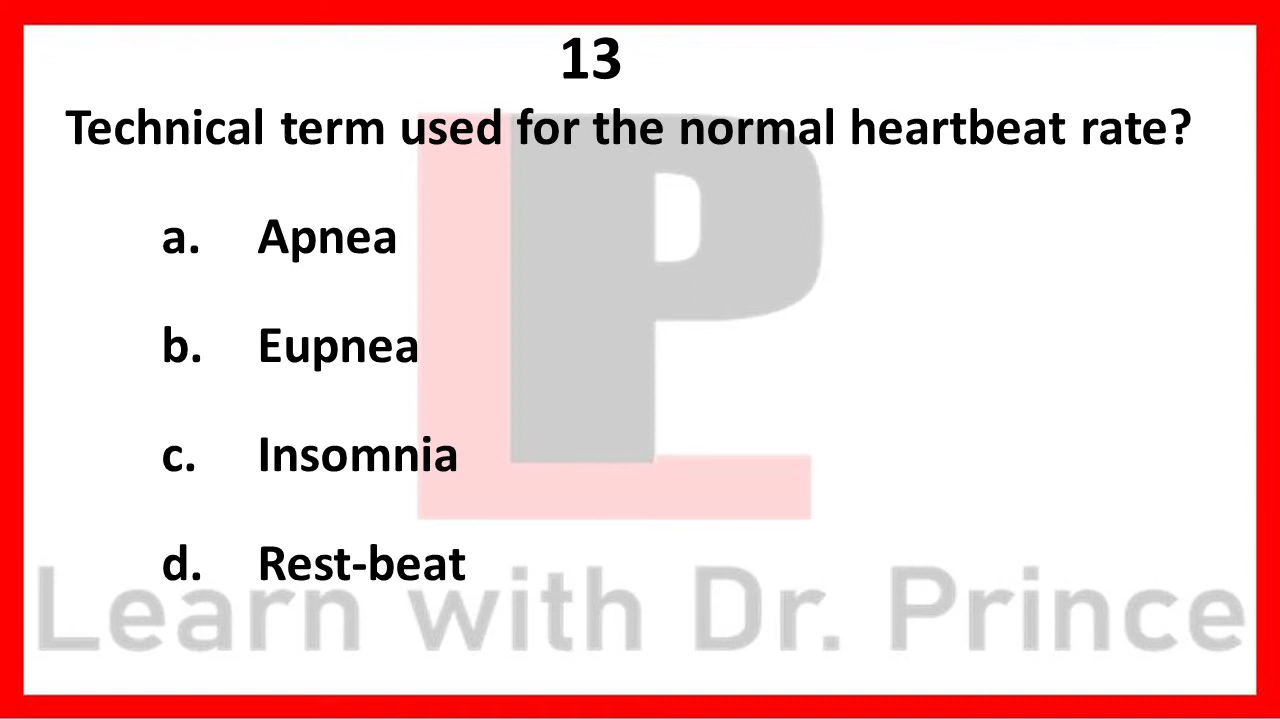 13
Technical term used for the normal heartbeat rate?
a. Apnea
b. Eupnea
c. Insomnia
d. Rest-beat
Learn with Dr. Prince